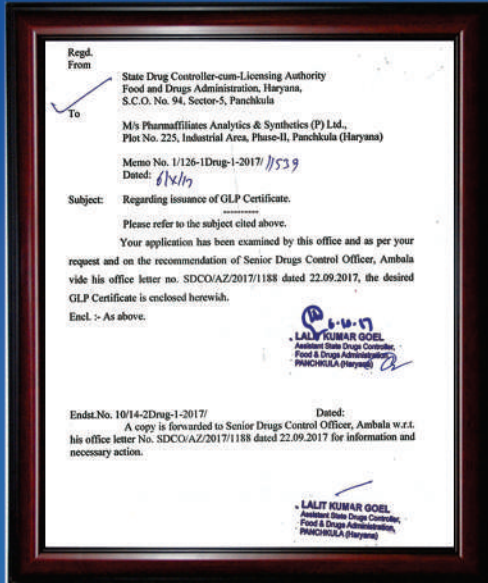 Regd.
From
State Drug Controller-cum-Licensing Authority
Food and Drugs Administration, Haryana,
S.C.O. No. 94, Sector-5, Panchkula
To
M/s Pharmaffiliates Analytics & Synthetics (P) Ltd.,
Plot No. 225, Industrial Area, Phase-II, Panchkula (Haryana)
Memo No. 1/126-1Drug-1-2017/ 11539
Dated: 6/X/17
Subject: Regarding issuance of GLP Certificate.
----------
Please refer to the subject cited above.
Your application has been examined by this office and as per your
request and on the recommendation of Senior Drugs Control Officer, Ambala
vide his office letter no. SDCO/AZ/2017/1188 dated 22.09.2017, the desired
GLP Certificate is enclosed herewith.
Encl. :- As above.
6-10-17
LALIT KUMAR GOEL
Assistant State Drugs Controller,
Food & Drugs Administration,
PANCHKULA (Haryana)
Endst.No. 10/14-2Drug-1-2017/ Dated:
A copy is forwarded to Senior Drugs Control Officer, Ambala w.r.t.
his office letter No. SDCO/AZ/2017/1188 dated 22.09.2017 for information and
necessary action.
LALIT KUMAR GOEL
Assistant State Drugs Controller,
Food & Drugs Administration,
PANCHKULA (Haryana)